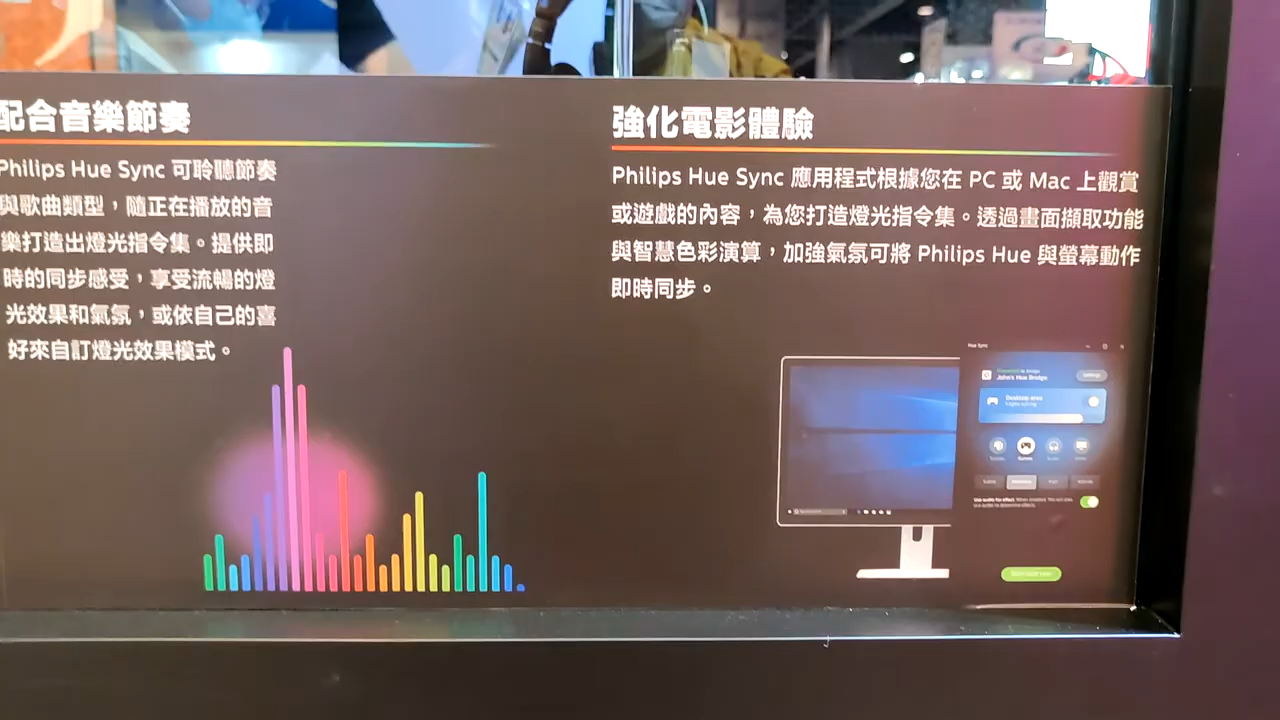 配合音樂節奏
Philips Hue Sync 可聆聽節奏
與歌曲類型，隨正在播放的音
樂打造出燈光指令集。提供即
時的同步感受，享受流暢的燈
光效果和氣氛，或依自己的喜
好來自訂燈光效果模式。
強化電影體驗
Philips Hue Sync 應用程式根據您在 PC 或 Mac 上觀賞
或遊戲的內容，為您打造燈光指令集。透過畫面擷取功能
與智慧色彩演算，加強氣氛可將 Philips Hue 與螢幕動作
即時同步。
Hue Sync
John's Hue Bridge
Settings
Desktop area